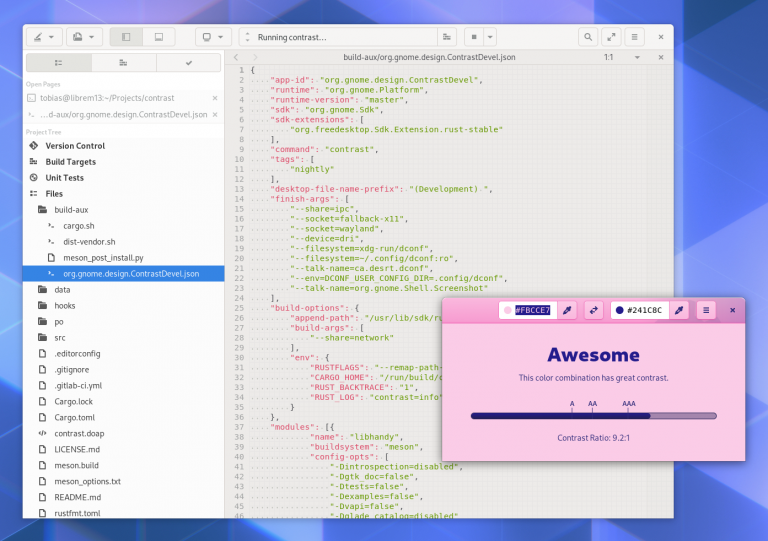 Running contrast…
build-aux/org.gnome.design.ContrastDevel.json
1:1
Open Pages
tobias@librem13:~/Projects/contrast
…d-aux/org.gnome.design.ContrastDevel.json
Project Tree
Version Control
Build Targets
Unit Tests
Files
build-aux
cargo.sh
dist-vendor.sh
meson_post_install.py
org.gnome.design.ContrastDevel.json
data
hooks
po
src
.editorconfig
.gitignore
.gitlab-ci.yml
Cargo.lock
Cargo.toml
contrast.doap
LICENSE.md
meson.build
meson_options.txt
README.md
rustfmt.toml
1 {
2 "app-id": "org.gnome.design.ContrastDevel",
3 "runtime": "org.gnome.Platform",
4 "runtime-version": "master",
5 "sdk": "org.gnome.Sdk",
6 "sdk-extensions": [
7 "org.freedesktop.Sdk.Extension.rust-stable"
8 ],
9 "command": "contrast",
10 "tags": [
11 "nightly"
12 ],
13 "desktop-file-name-prefix": "(Development) ",
14 "finish-args": [
15 "--share=ipc",
16 "--socket=fallback-x11",
17 "--socket=wayland",
18 "--device=dri",
19 "--filesystem=xdg-run/dconf",
20 "--filesystem=~/.config/dconf:ro",
21 "--talk-name=ca.desrt.dconf",
22 "--env=DCONF_USER_CONFIG_DIR=.config/dconf",
23 "--talk-name=org.gnome.Shell.Screenshot"
24 ],
25 "build-options": {
26 "append-path": "/usr/lib/sdk/ru
27 "build-args": [
28 "--share=network"
29 ],
30 "env": {
31 "RUSTFLAGS": "--remap-path-
32 "CARGO_HOME": "/run/build/c
33 "RUST_BACKTRACE": "1",
34 "RUST_LOG": "contrast=info"
35 }
36 },
37 "modules": [{
38 "name": "libhandy",
39 "buildsystem": "meson",
40 "config-opts": [
41 "-Dintrospection=disabled",
42 "-Dgtk_doc=false",
43 "-Dtests=false",
44 "-Dexamples=false",
45 "-Dvapi=false",
46 "-Dglade_catalog=disabled"
#FBCCE7
#241C8C
Awesome
This color combination has great contrast.
A AA AAA
Contrast Ratio: 9.2:1